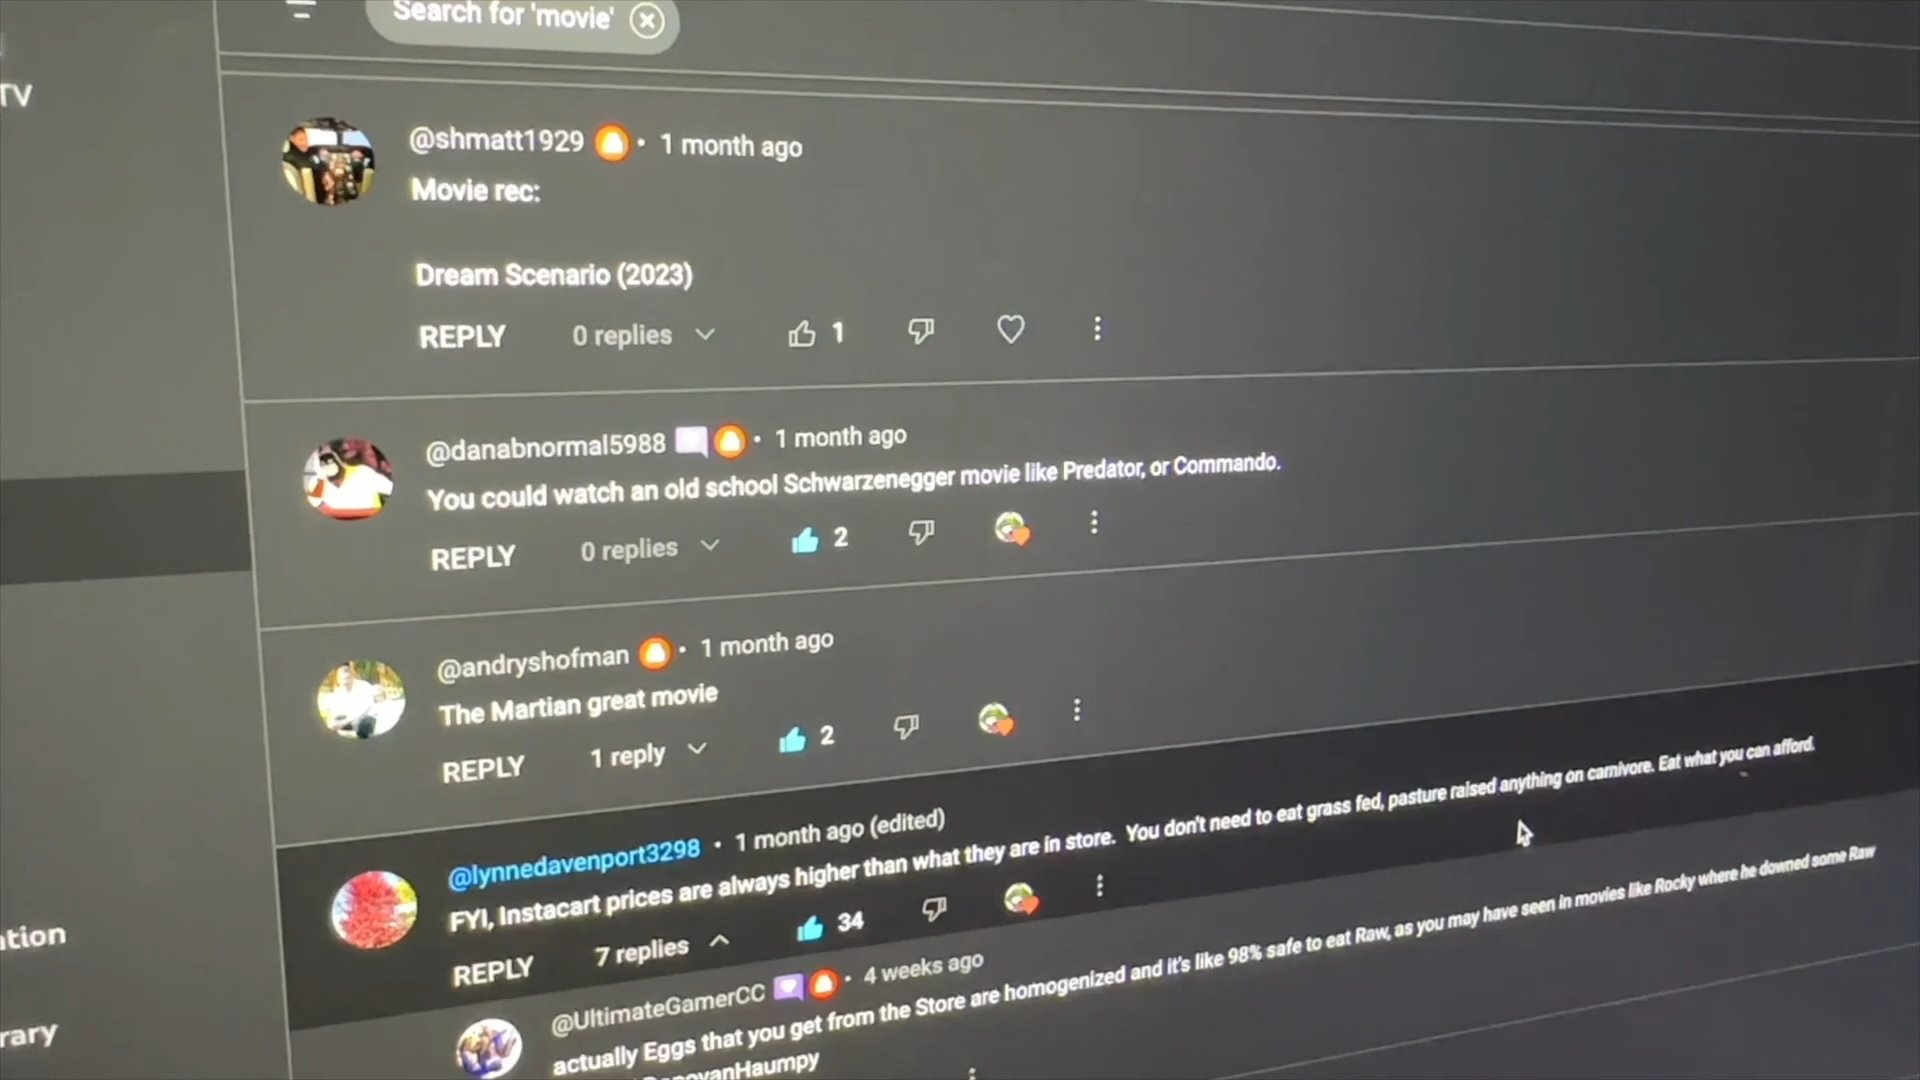 Search for 'movie'
TV
@shmatt1929 • 1 month ago
Movie rec:
Dream Scenario (2023)
REPLY 0 replies 1
@danabnormal5988 • 1 month ago
You could watch an old school Schwarzenegger movie like Predator, or Commando.
REPLY 0 replies 2
@andryshofman • 1 month ago
The Martian great movie
REPLY 1 reply 2
@lynnedavenport3298 • 1 month ago (edited)
FYI, Instacart prices are always higher than what they are in store. You don't need to eat grass fed, pasture raised anything on carnivore. Eat what you can afford.
REPLY 7 replies 34
@UltimateGamerCC • 4 weeks ago
actually Eggs that you get from the Store are homogenized and it's like 98% safe to eat Raw, as you may have seen in movies like Rocky where he downed some Raw
ation
rary